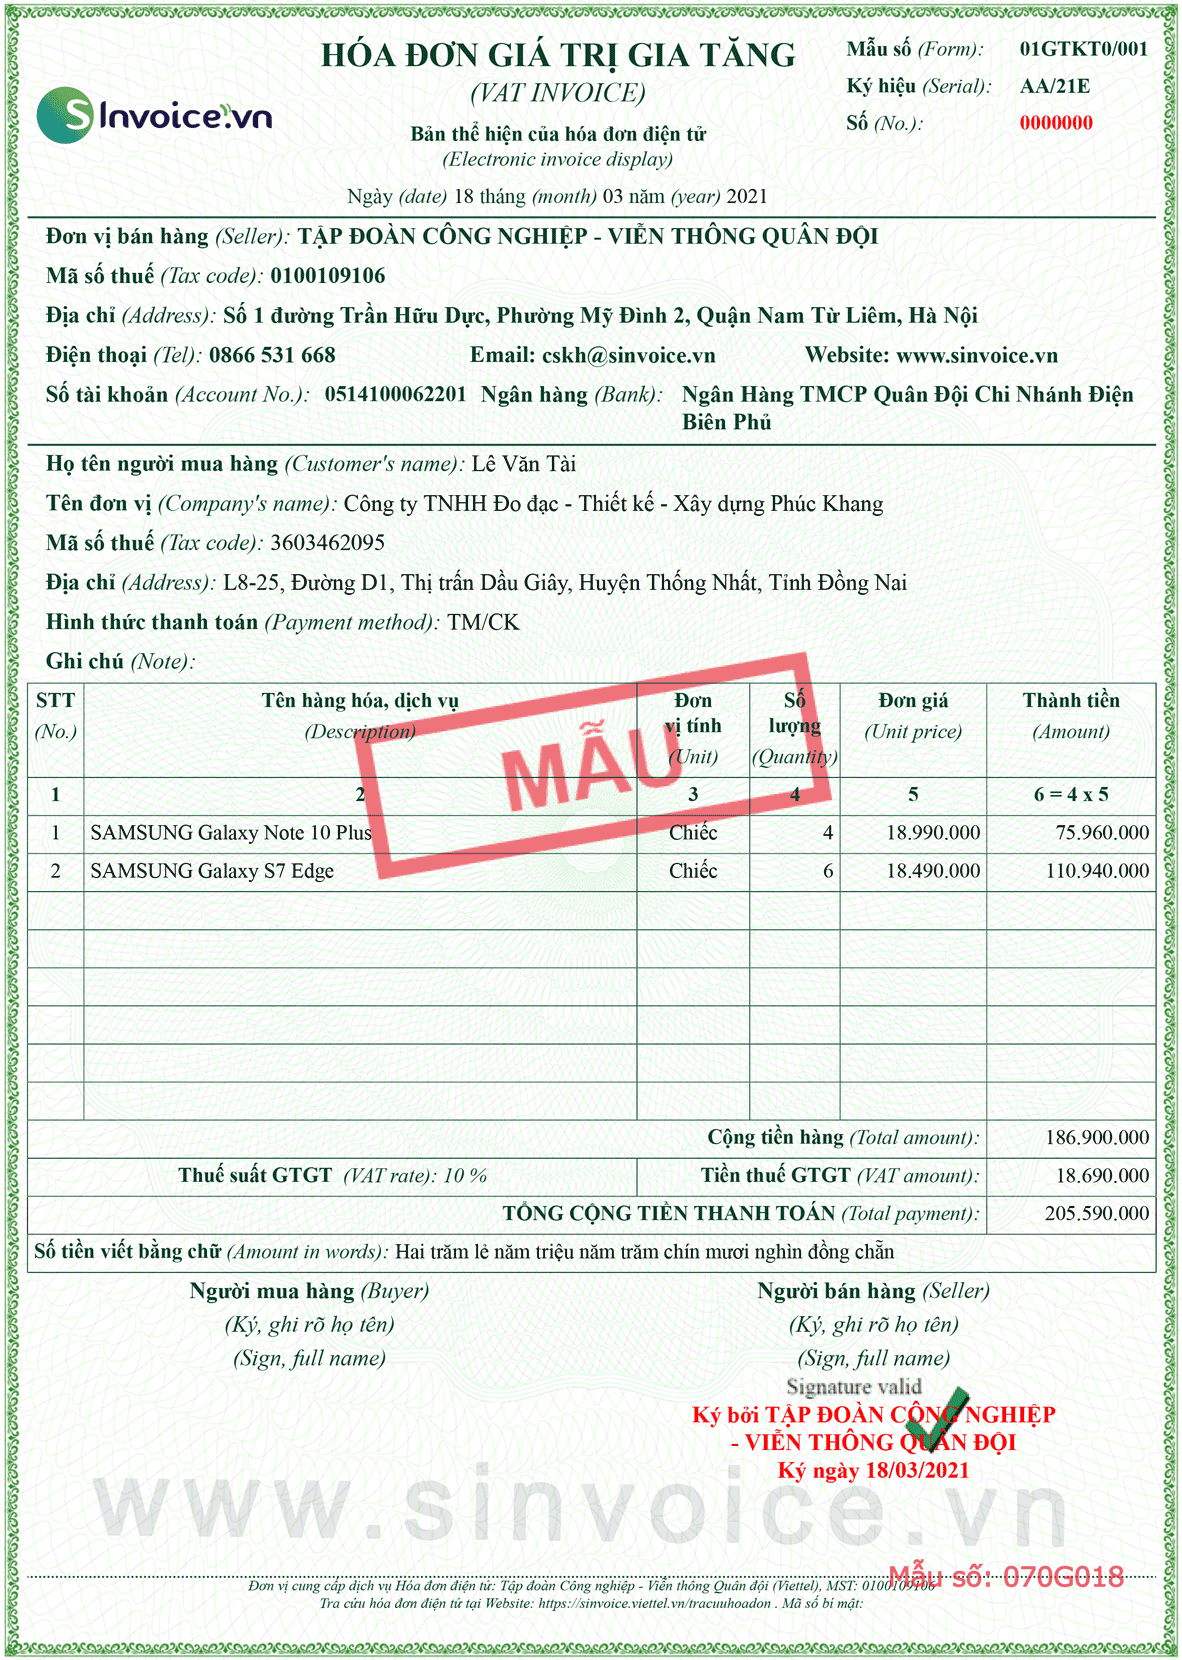 HÓA ĐƠN GIÁ TRỊ GIA TĂNG
(VAT INVOICE)
Bản thể hiện của hóa đơn điện tử
(Electronic invoice display)
Ngày (date) 18 tháng (month) 03 năm (year) 2021
SInvoice.vn
Mẫu số (Form): 01GTKT0/001
Ký hiệu (Serial): AA/21E
Số (No.): 0000000
Đơn vị bán hàng (Seller): TẬP ĐOÀN CÔNG NGHIỆP - VIỄN THÔNG QUÂN ĐỘI
Mã số thuế (Tax code): 0100109106
Địa chỉ (Address): Số 1 đường Trần Hữu Dực, Phường Mỹ Đình 2, Quận Nam Từ Liêm, Hà Nội
Điện thoại (Tel): 0866 531 668 Email: cskh@sinvoice.vn Website: www.sinvoice.vn
Số tài khoản (Account No.): 0514100062201 Ngân hàng (Bank): Ngân Hàng TMCP Quân Đội Chi Nhánh Điện
Biên Phủ
Họ tên người mua hàng (Customer's name): Lê Văn Tài
Tên đơn vị (Company's name): Công ty TNHH Đo đạc - Thiết kế - Xây dựng Phúc Khang
Mã số thuế (Tax code): 3603462095
Địa chỉ (Address): L8-25, Đường D1, Thị trấn Dầu Giây, Huyện Thống Nhất, Tỉnh Đồng Nai
Hình thức thanh toán (Payment method): TM/CK
Ghi chú (Note):
STT Tên hàng hóa, dịch vụ Đơn Số Đơn giá Thành tiền
(No.) (Description) vị tính lượng (Unit price) (Amount)
(Unit) (Quantity)
MẪU
1 2 3 4 5 6 = 4 x 5
1 SAMSUNG Galaxy Note 10 Plus Chiếc 4 18.990.000 75.960.000
2 SAMSUNG Galaxy S7 Edge Chiếc 6 18.490.000 110.940.000
Cộng tiền hàng (Total amount): 186.900.000
Thuế suất GTGT (VAT rate): 10 % Tiền thuế GTGT (VAT amount): 18.690.000
TỔNG CỘNG TIỀN THANH TOÁN (Total payment): 205.590.000
Số tiền viết bằng chữ (Amount in words): Hai trăm lẻ năm triệu năm trăm chín mươi nghìn đồng chẵn
Người mua hàng (Buyer) Người bán hàng (Seller)
(Ký, ghi rõ họ tên) (Ký, ghi rõ họ tên)
(Sign, full name) (Sign, full name)
Signature valid
Ký bởi TẬP ĐOÀN CÔNG NGHIỆP
- VIỄN THÔNG QUÂN ĐỘI
Ký ngày 18/03/2021
www.sinvoice.vn
Mẫu số: 070G018
Đơn vị cung cấp dịch vụ Hóa đơn điện tử: Tập đoàn Công nghiệp - Viễn thông Quân đội (Viettel), MST: 0100109106
Tra cứu hóa đơn điện tử tại Website: https://sinvoice.viettel.vn/tracuuhoadon . Mã số bí mật: